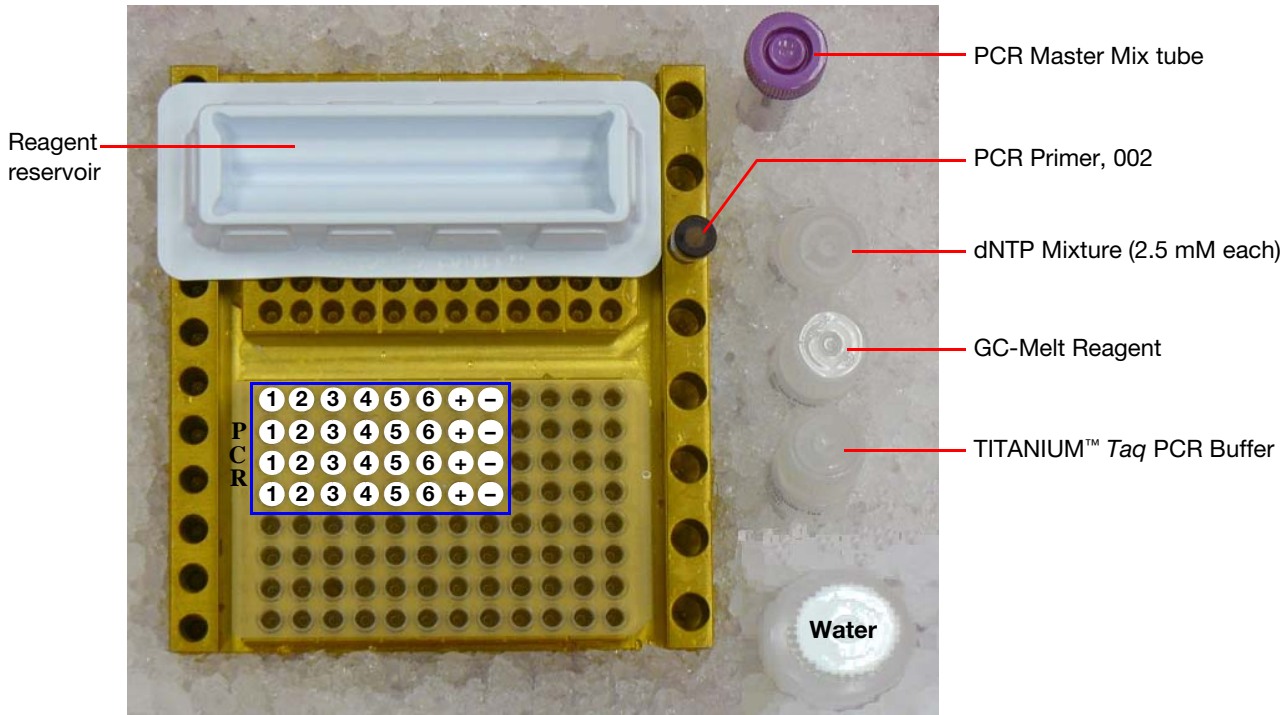 PCR Master Mix tube
Reagent
reservoir
PCR Primer, 002
dNTP Mixture (2.5 mM each)
GC-Melt Reagent
1 2 3 4 5 6 + −
P
1 2 3 4 5 6 + −
C
1 2 3 4 5 6 + −
R
1 2 3 4 5 6 + −
TITANIUM™ Taq PCR Buffer
Water